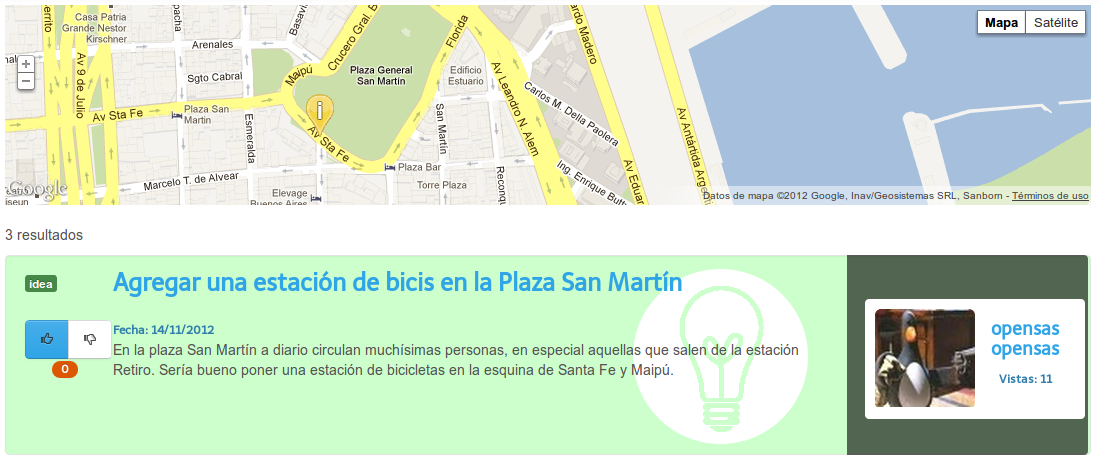 Casa Patria
Grande Nestor
Kirschner
Arenales
Basavil
Crucero Gral. B
Florida
Mapa
Satélite
Av 9 de Julio
Sgto Cabral
Maipú
Plaza General
San Martín
Edificio
Estuario
Av Leandro N. Alem
Carlos M. Della Paolera
Av Sta Fe
Plaza San
Martin
Esmeralda
Av Sta Fe
San Martín
Av Antártida Arge
Plaza Bar
Marcelo T. de Alvear
Torre Plaza
Ing. Enrique Butt
Av Eduar
ardo Madero
Elevage
Buenos Aires
Reconq
Google
Datos de mapa ©2012 Google, Inav/Geosistemas SRL, Sanborn - Términos de uso
3 resultados
idea
Agregar una estación de bicis en la Plaza San Martín
Fecha: 14/11/2012
En la plaza San Martín a diario circulan muchísimas personas, en especial aquellas que salen de la estación
Retiro. Sería bueno poner una estación de bicicletas en la esquina de Santa Fe y Maipú.
0
opensas
opensas
Vistas: 11